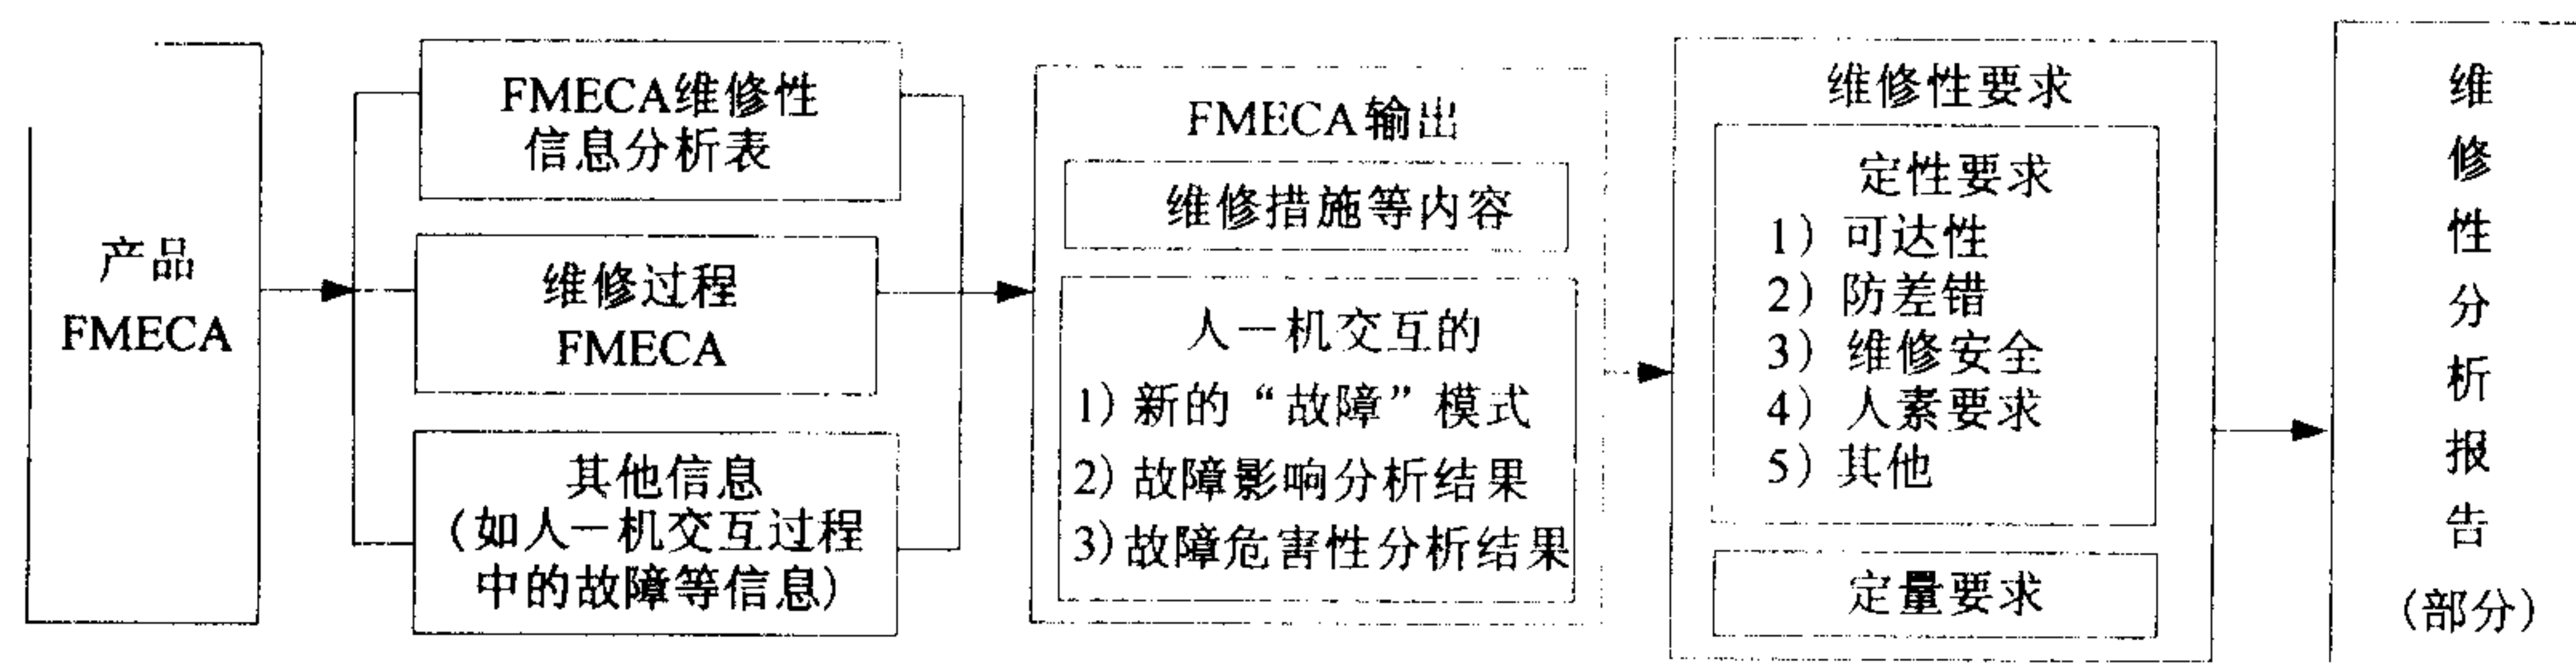 产品
FMECA
FMECA维修性
信息分析表
维修过程
FMECA
其他信息
(如人一机交互过程
中的故障等信息)
FMECA输出
维修措施等内容
人一机交互的
1) 新的“故障”模式
2) 故障影响分析结果
3)故障危害性分析结果
维修性要求
定性要求
1) 可达性
2) 防差错
3) 维修安全
4) 人素要求
5) 其他
定量要求
维
修
性
分
析
报
告
(部分)